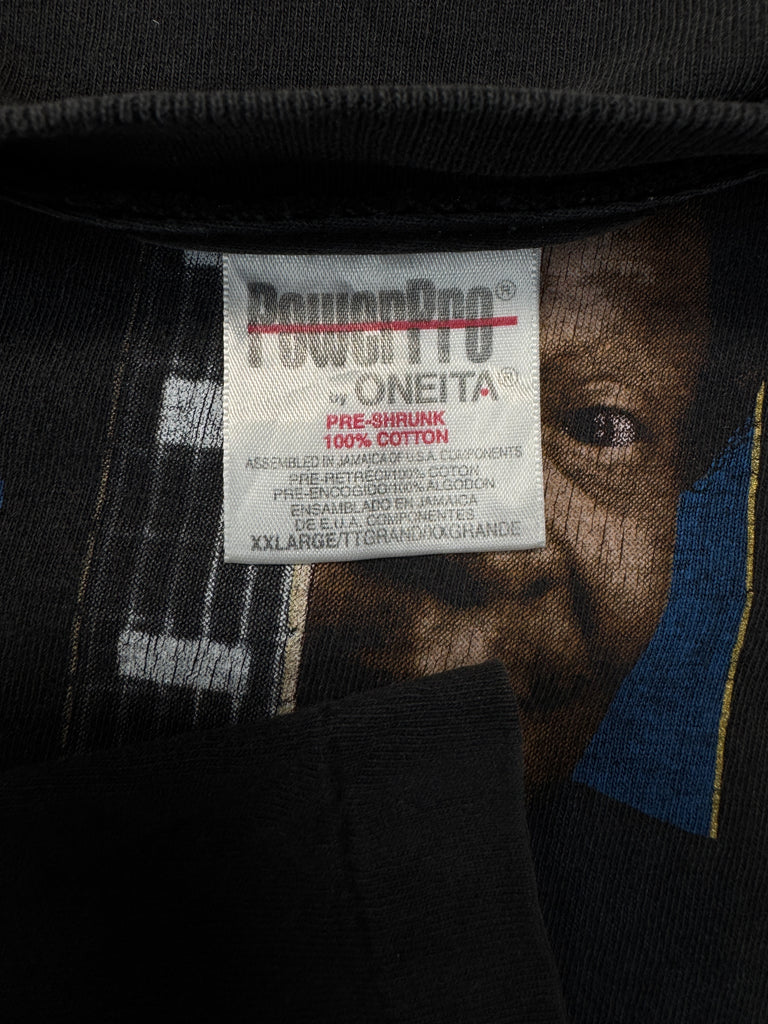 PowerPro®
by ONEITA®
PRE-SHRUNK
100% COTTON
ASSEMBLED IN JAMAICA OF U.S.A. COMPONENTS
PRE-RETRECI/100% COTON
PRE-ENCOGIDO/100% ALGODON
ENSAMBLADO EN JAMAICA
DE E.U.A. COMPONENTES
XXLARGE/TTGRAND/XXGRANDE